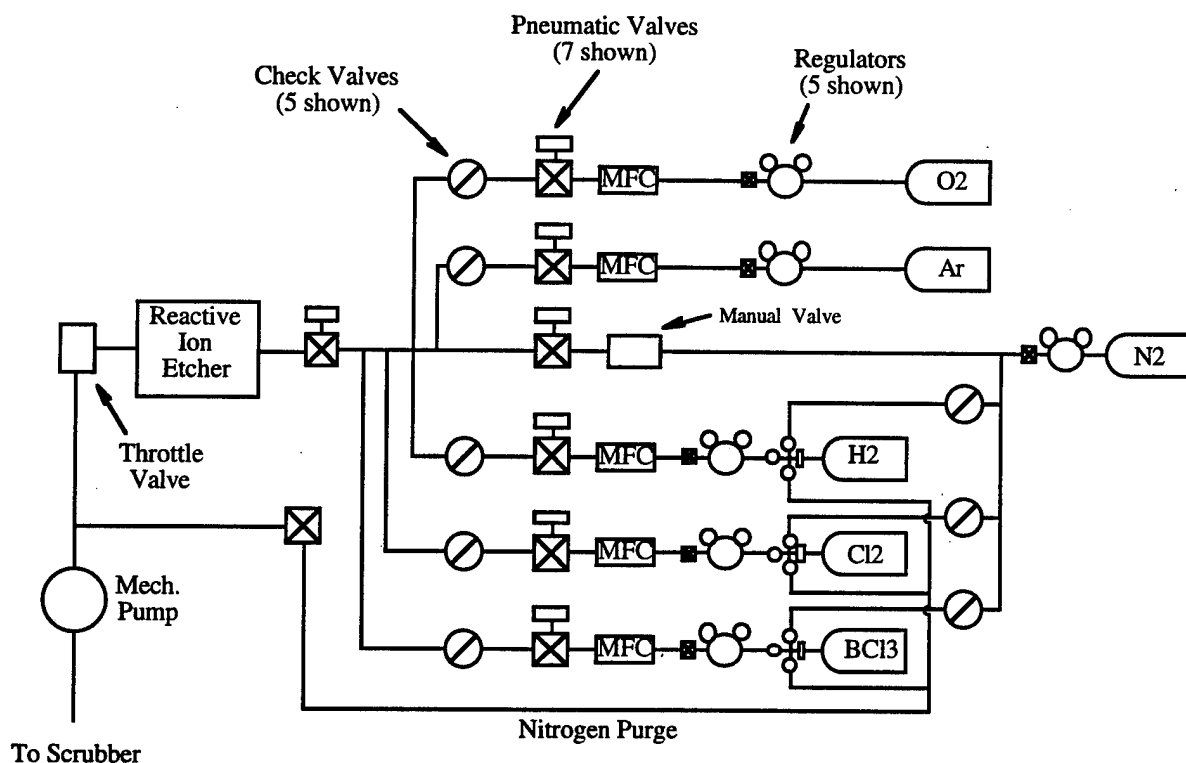 Pneumatic Valves
(7 shown)
Regulators
(5 shown)
Check Valves
(5 shown)
MFC
O2
MFC
Ar
Reactive
Ion
Etcher
Manual Valve
N2
Throttle
Valve
MFC
H2
MFC
Cl2
Mech.
Pump
MFC
BCl3
Nitrogen Purge
To Scrubber